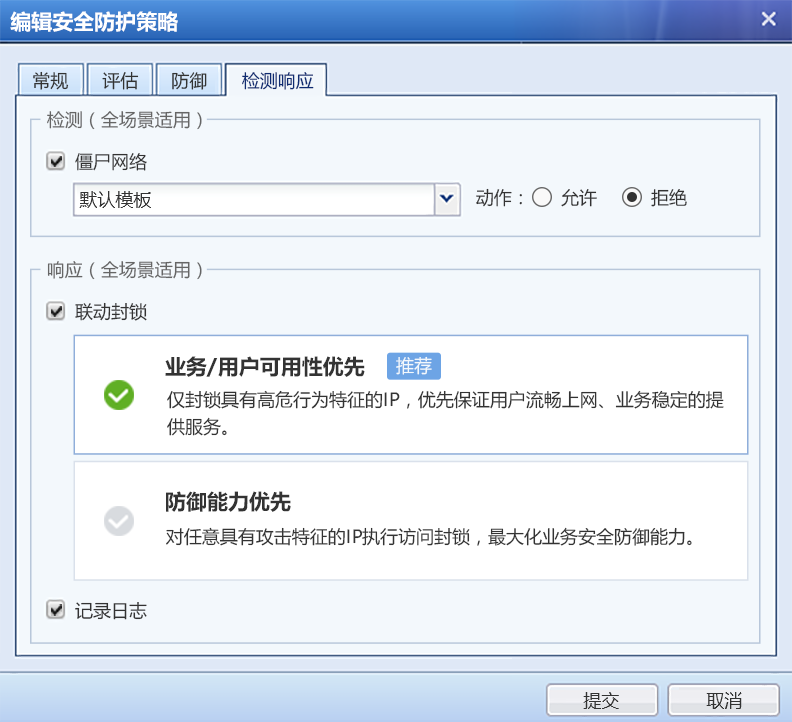 编辑安全防护策略
常规 评估 防御 检测响应
检测（全场景适用）
僵尸网络
默认模板 动作：允许 拒绝
响应（全场景适用）
联动封锁
业务/用户可用性优先 推荐
仅封锁具有高危行为特征的IP，优先保证用户流畅上网、业务稳定的提
供服务。
防御能力优先
对任意具有攻击特征的IP执行访问封锁，最大化业务安全防御能力。
记录日志
提交 取消